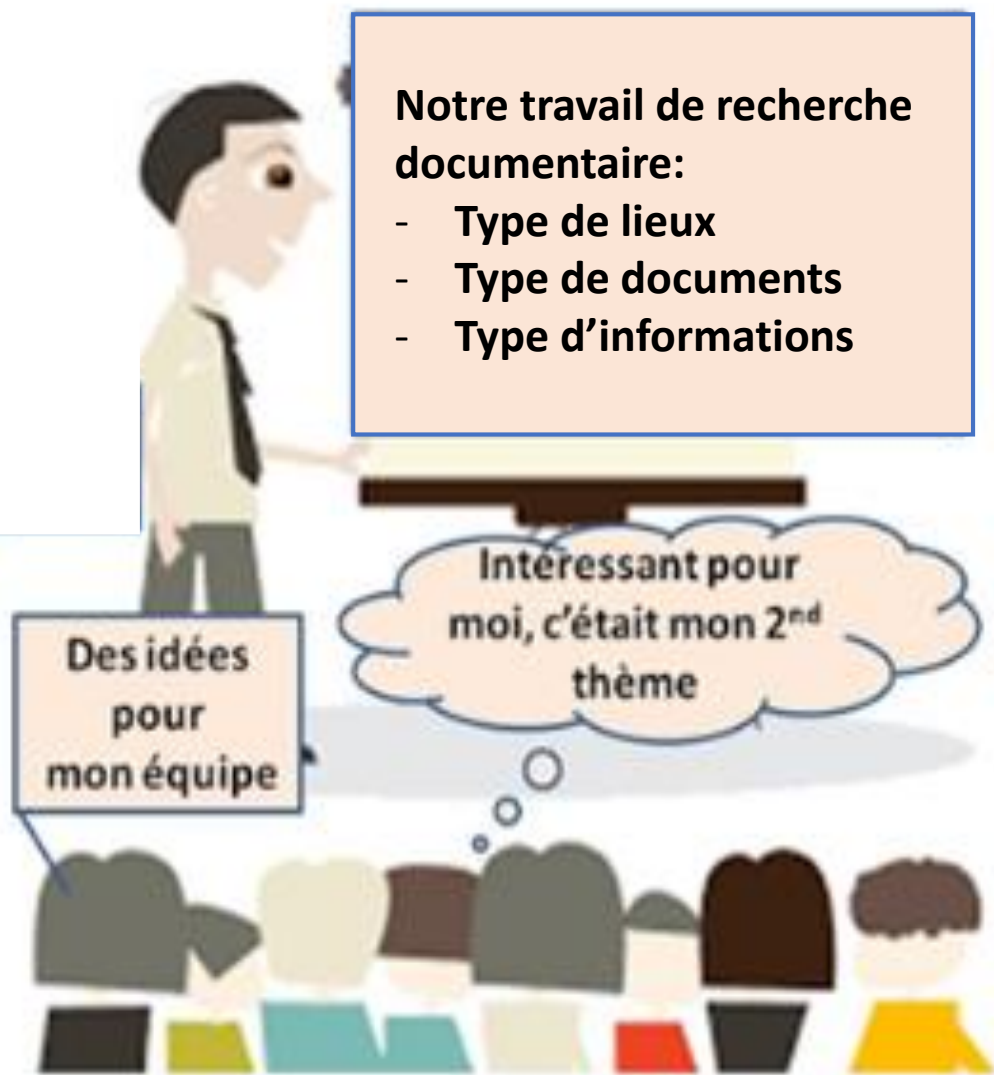 Notre travail de recherche
documentaire:
- Type de lieux
- Type de documents
- Type d’informations
Intéressant pour
moi, c'était mon 2nd
thème
Des idées
pour
mon équipe